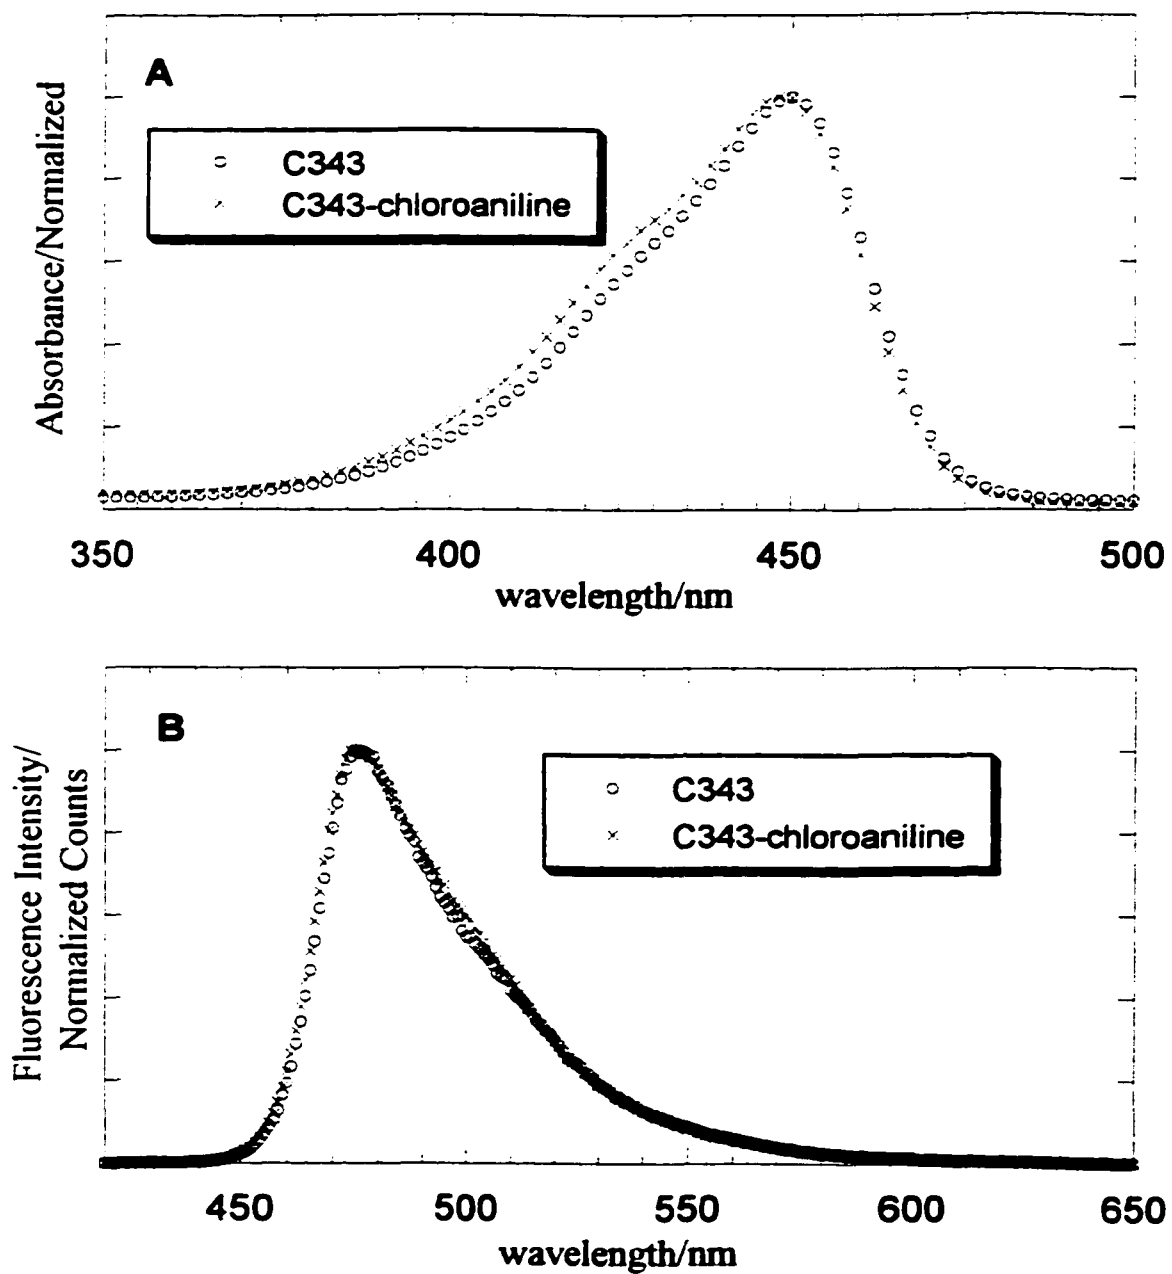 A
C343
C343-chloroaniline
Absorbance/Normalized
350 400 450 500
wavelength/nm
B
C343
C343-chloroaniline
Fluorescence Intensity/
Normalized Counts
450 500 550 600 650
wavelength/nm